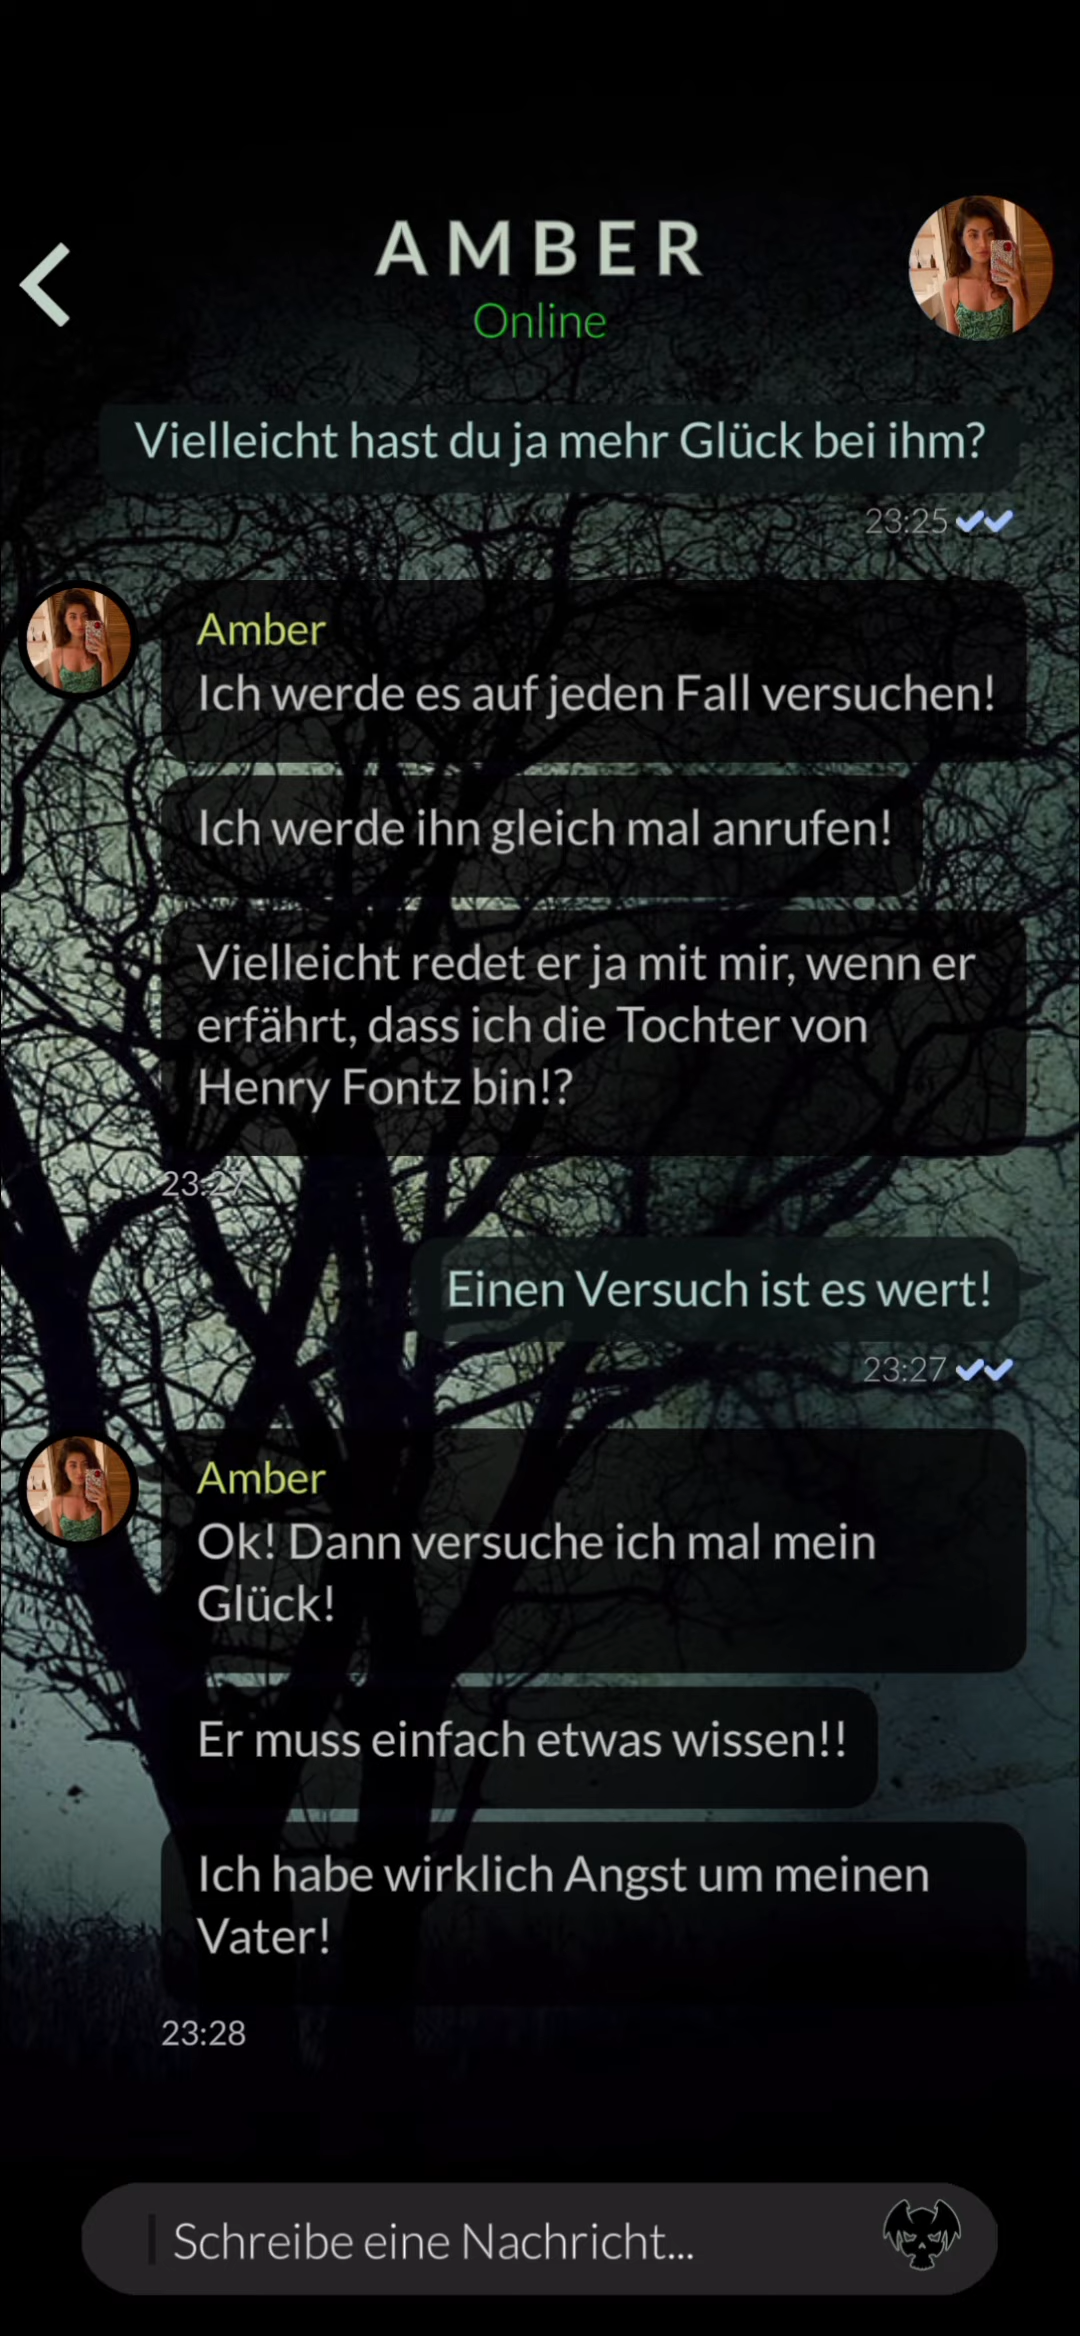 AMBER
Online
Vielleicht hast du ja mehr Glück bei ihm?
23:25
Amber
Ich werde es auf jeden Fall versuchen!
Ich werde ihn gleich mal anrufen!
Vielleicht redet er ja mit mir, wenn er
erfährt, dass ich die Tochter von
Henry Fontz bin!?
23:27
Einen Versuch ist es wert!
23:27
Amber
Ok! Dann versuche ich mal mein
Glück!
Er muss einfach etwas wissen!!
Ich habe wirklich Angst um meinen
Vater!
23:28
Schreibe eine Nachricht...